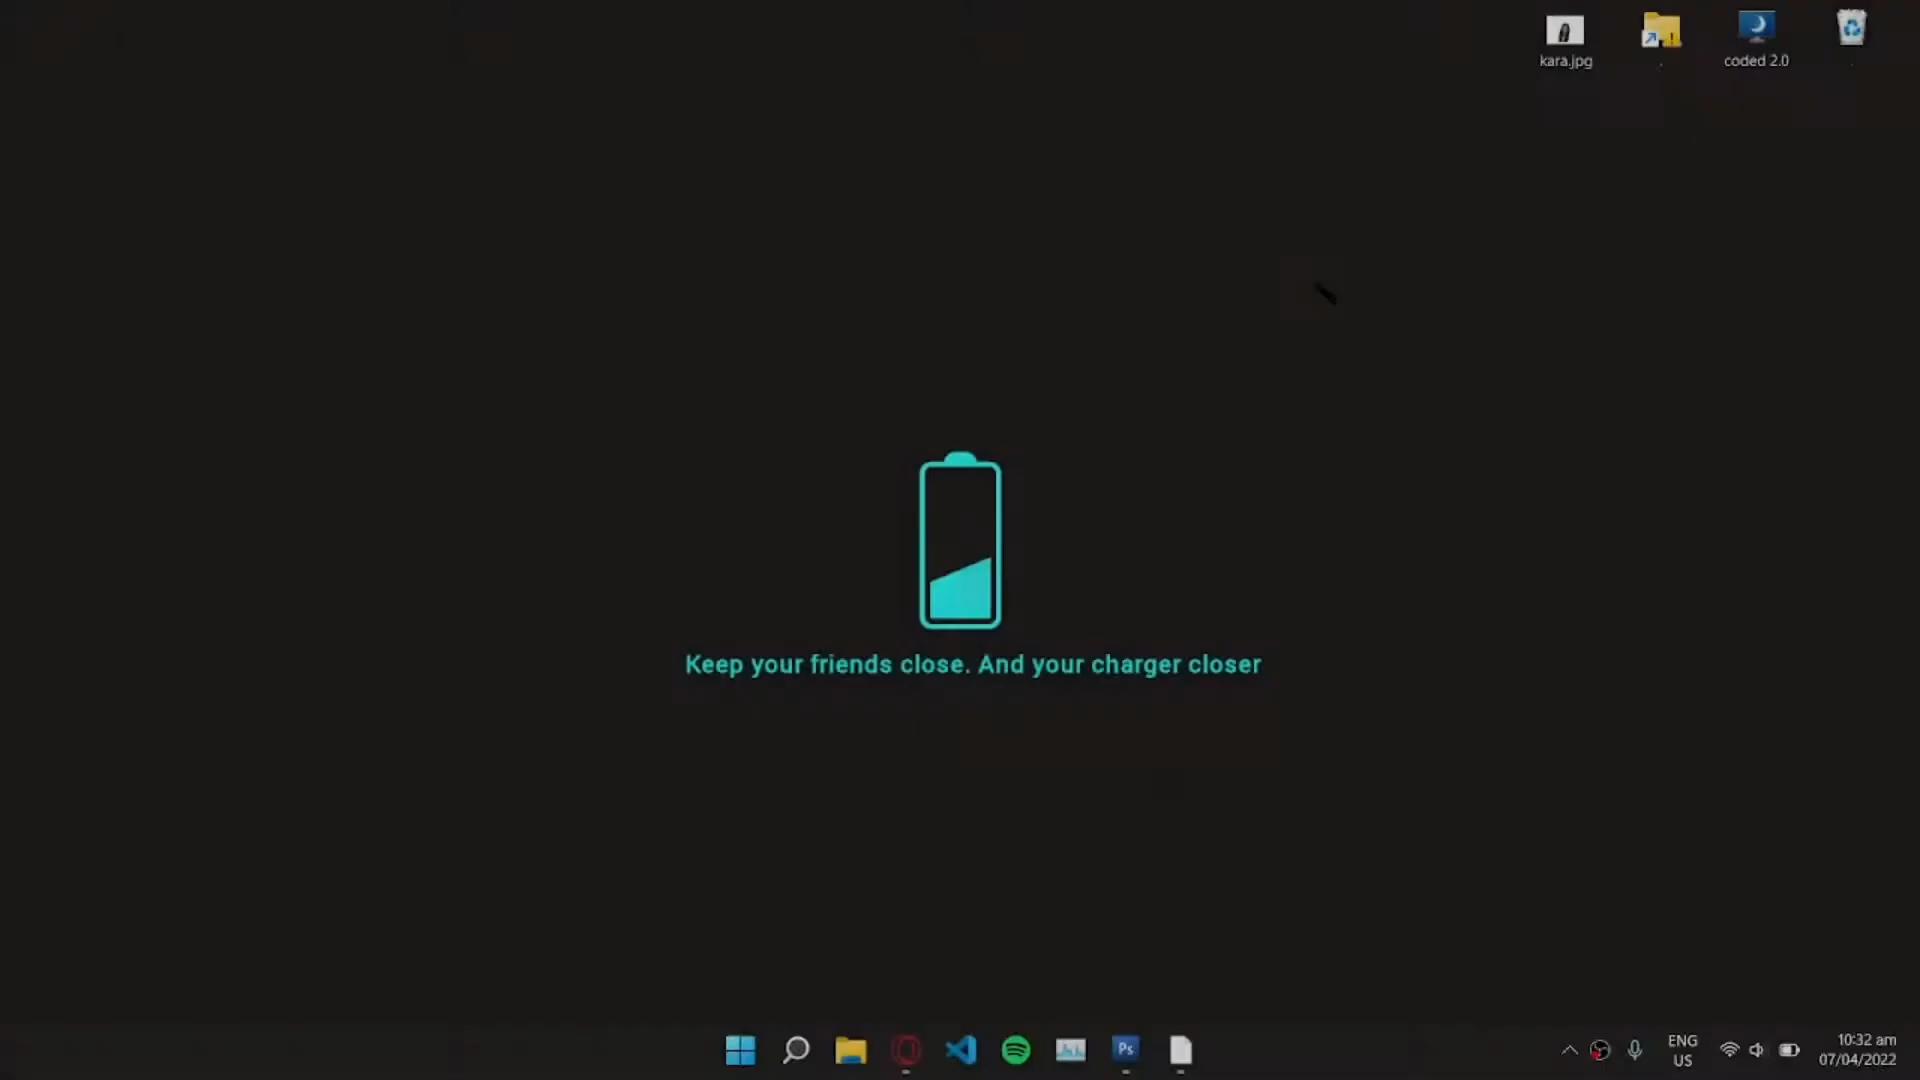 kara.jpg
.
coded 2.0
.
Keep your friends close. And your charger closer
Ps
ENG
US
10:32 am
07/04/2022